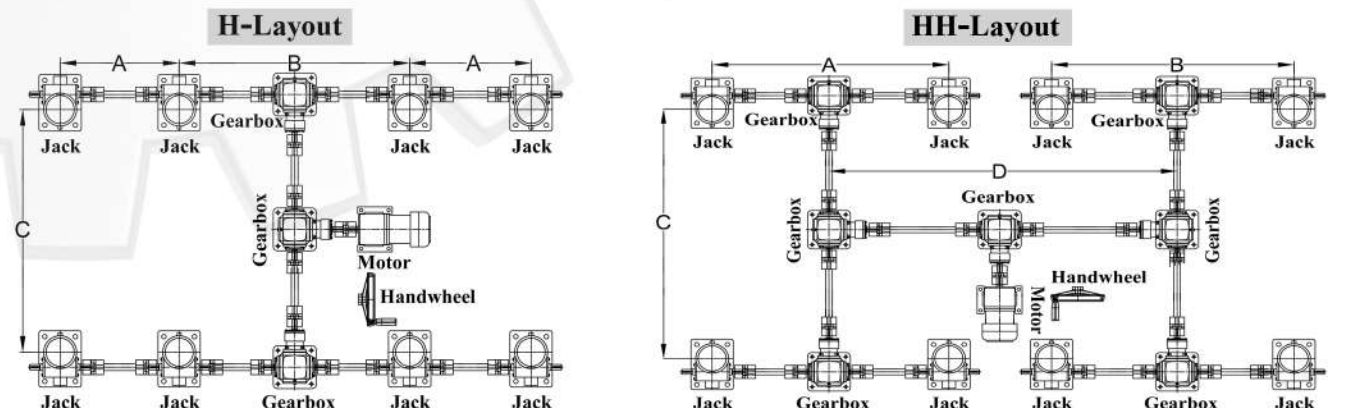 H-Layout
A B A
Gearbox
Jack Jack Jack Jack
C
Gearbox
Motor
Handwheel
Jack Jack Gearbox Jack Jack
HH-Layout
A B
Gearbox Gearbox
Jack Jack Jack Jack
D
C
Gearbox
Gearbox
Gearbox
Handwheel
Motor
Jack Gearbox Jack Jack Gearbox Jack